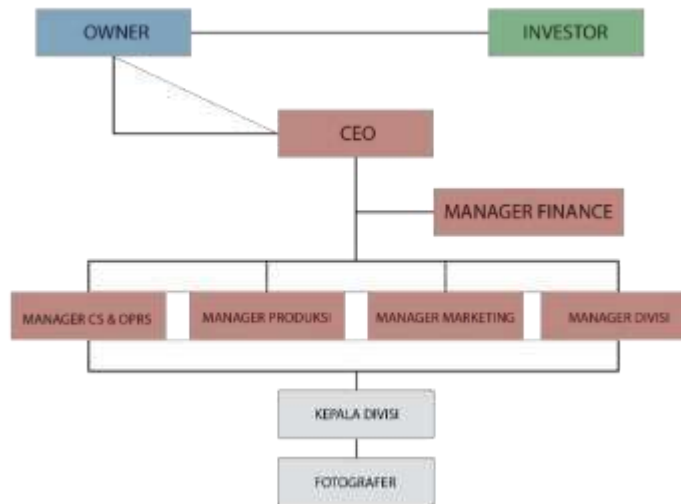 OWNER
INVESTOR
CEO
MANAGER FINANCE
MANAGER CS & OPRS
MANAGER PRODUKSI
MANAGER MARKETING
MANAGER DIVISI
KEPALA DIVISI
FOTOGRAFER